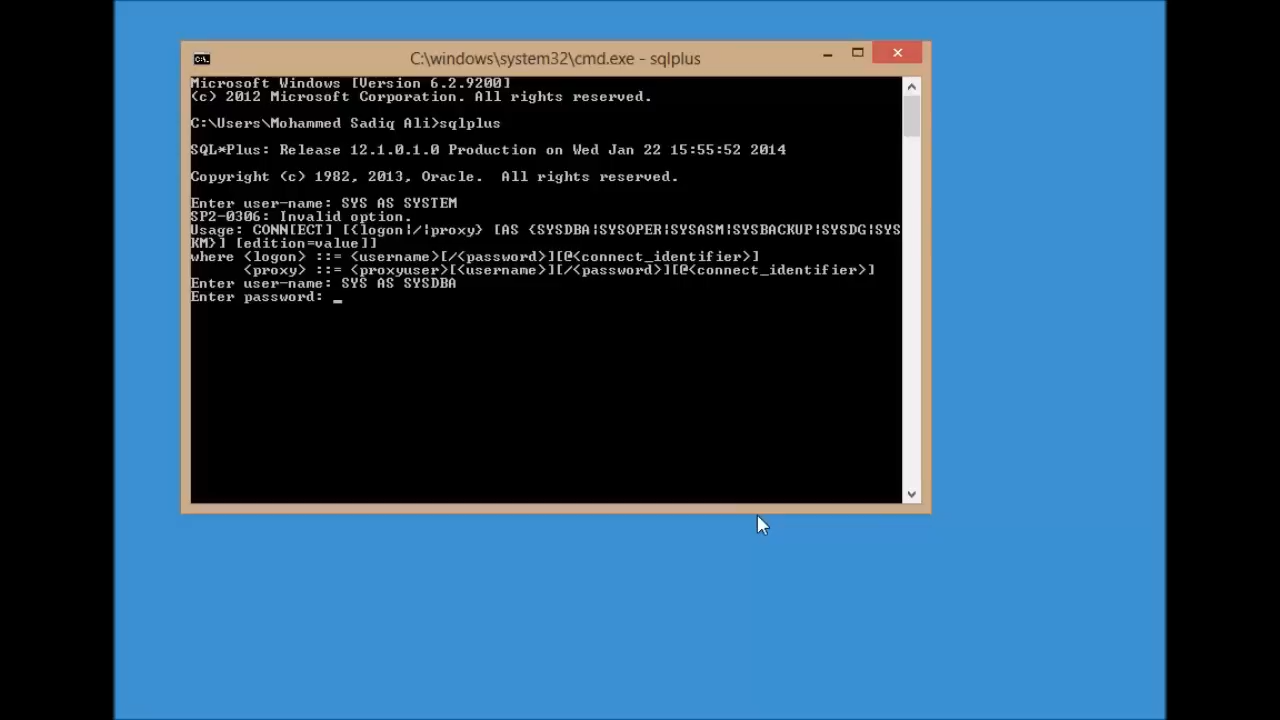 C:\windows\system32\cmd.exe - sqlplus
Microsoft Windows [Version 6.2.9200]
(c) 2012 Microsoft Corporation. All rights reserved.
C:\Users\Mohammed Sadiq Ali>sqlplus
SQL*Plus: Release 12.1.0.1.0 Production on Wed Jan 22 15:55:52 2014
Copyright (c) 1982, 2013, Oracle.  All rights reserved.
Enter user-name: SYS AS SYSTEM
SP2-0306: Invalid option.
Usage: CONN[ECT] [{logon|/|proxy} [AS {SYSDBA|SYSOPER|SYSASM|SYSBACKUP|SYSDG|SYS
KM}] [edition=value]]
where <logon> ::= <username>[/<password>][@<connect_identifier>]
      <proxy> ::= <proxyuser>[<username>][/<password>][@<connect_identifier>]
Enter user-name: SYS AS SYSDBA
Enter password: _